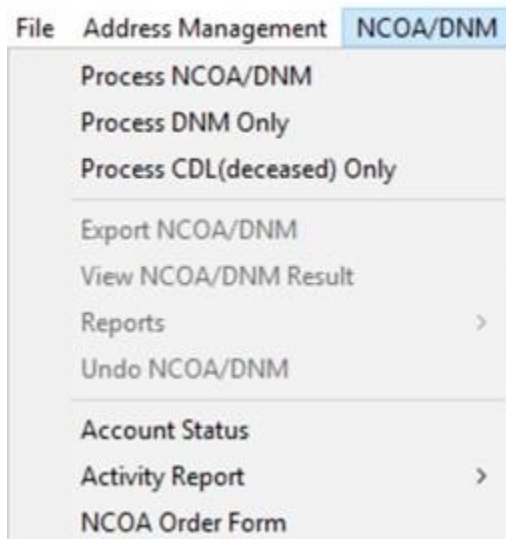 File Address Management NCOA/DNM
Process NCOA/DNM
Process DNM Only
Process CDL(deceased) Only
Export NCOA/DNM
View NCOA/DNM Result
Reports >
Undo NCOA/DNM
Account Status
Activity Report >
NCOA Order Form